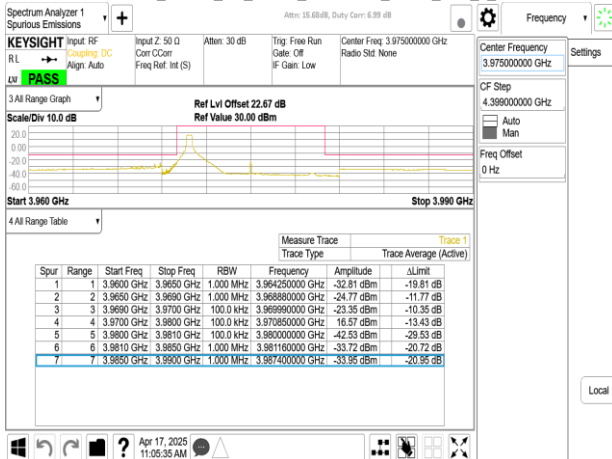 Spectrum Analyzer 1
Spurious Emissions
Attn: 15.68dB, Duty Corr: 6.99 dB
Frequency
Settings
KEYSIGHT
RL
LXI
PASS
Input: RF
Coupling: DC
Align: Auto
Input Z: 50 Ω
Corr CCorr
Freq Ref: Int (S)
Atten: 30 dB
Trig: Free Run
Gate: Off
IF Gain: Low
Center Freq: 3.975000000 GHz
Radio Std: None
Center Frequency
3.975000000 GHz
CF Step
4.399000000 GHz
Auto
Man
Freq Offset
0 Hz
Local
3 All Range Graph
Scale/Div 10.0 dB
Ref Lvl Offset 22.67 dB
Ref Value 30.00 dBm
20.0
0.00
-20.0
-40.0
-60.0
Start 3.960 GHz
Stop 3.990 GHz
4 All Range Table
Measure Trace Trace 1
Trace Type Trace Average (Active)
Spur Range Start Freq Stop Freq RBW Frequency Amplitude ΔLimit
1 1 3.9600 GHz 3.9650 GHz 1.000 MHz 3.964250000 GHz -32.81 dBm -19.81 dB
2 2 3.9650 GHz 3.9690 GHz 1.000 MHz 3.968880000 GHz -24.77 dBm -11.77 dB
3 3 3.9690 GHz 3.9700 GHz 100.0 kHz 3.969990000 GHz -23.35 dBm -10.35 dB
4 4 3.9700 GHz 3.9800 GHz 100.0 kHz 3.970850000 GHz 16.57 dBm -13.43 dB
5 5 3.9800 GHz 3.9810 GHz 100.0 kHz 3.980000000 GHz -42.53 dBm -29.53 dB
6 6 3.9810 GHz 3.9850 GHz 1.000 MHz 3.981160000 GHz -33.72 dBm -20.72 dB
7 7 3.9850 GHz 3.9900 GHz 1.000 MHz 3.987400000 GHz -33.95 dBm -20.95 dB
?
Apr 17, 2025
11:05:35 AM